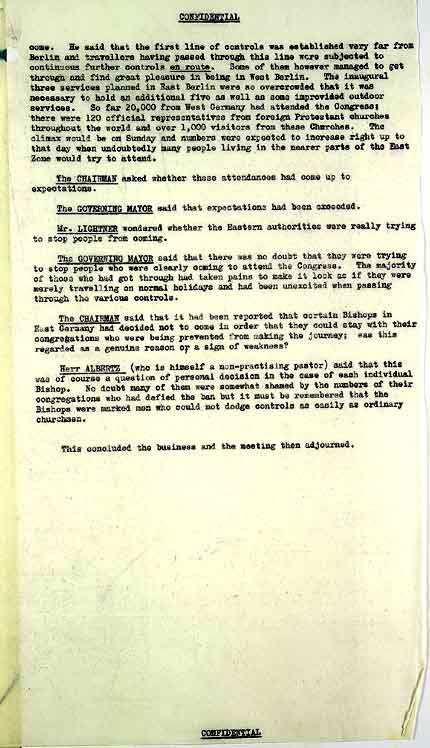 CONFIDENTIAL
come. He said that the first line of controls was established very far from
Berlin and travellers having passed through this line were subjected to
continuous further controls en route. Some of them however managed to get
through and find great pleasure in being in West Berlin. The inaugural
three services planned in East Berlin were so overcrowded that it was
necessary to hold an additional five as well as some improvided outdoor
services. So far 20,000 from West Germany had attended the Congress;
there were 120 official representatives from foreign Protestant churches
throughout the world and over 1,000 visitors from these Churches. The
climax would be on Sunday and numbers were expected to increase right up to
that day when undoubtedly many people living in the nearer parts of the East
Zone would try to attend.
The CHAIRMAN asked whether these attendances had come up to
expectations.
The GOVERNING MAYOR said that expectations had been exceeded.
Mr. LIGHTNER wondered whether the Eastern authorities were really trying
to stop people from coming.
The GOVERNING MAYOR said that there was no doubt that they were trying
to stop people who were clearly coming to attend the Congress. The majority
of those who had got through had taken pains to make it look as if they were
merely travelling on normal holidays and had been unexcited when passing
through the various controls.
The CHAIRMAN said that it had been reported that certain Bishops in
East Germany had decided not to come in order that they could stay with their
congregations who were being prevented from making the journey; was this
regarded as a genuine reason or a sign of weakness?
Herr ALBERTZ (who is himself a non-practising pastor) said that this
was of course a question of personal decision in the case of each individual
Bishop. No doubt many of them were somewhat shamed by the numbers of their
congregations who had defied the ban but it must be remembered that the
Bishops were marked men who could not dodge controls as easily as ordinary
churchmen.
This concluded the business and the meeting then adjourned.
CONFIDENTIAL